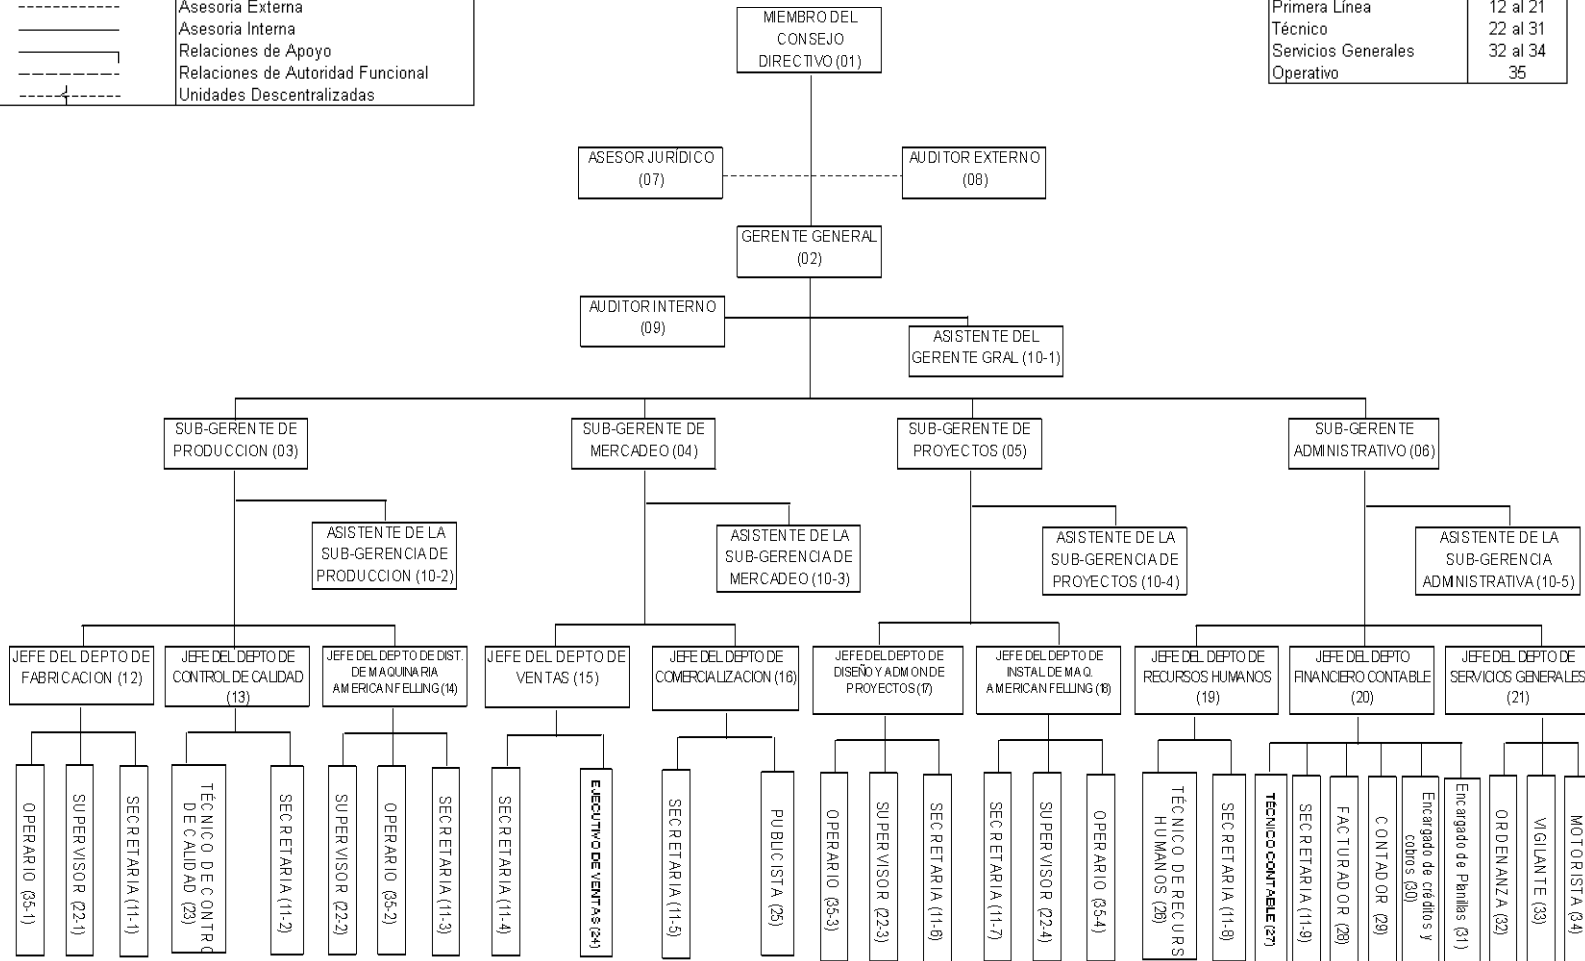 Asesoria Externa
Asesoria Interna
Relaciones de Apoyo
Relaciones de Autoridad Funcional
Unidades Descentralizadas
Primera Línea 12 al 21
Técnico 22 al 31
Servicios Generales 32 al 34
Operativo 35
MIEMBRO DEL
CONSEJO
DIRECTIVO (01)
ASESOR JURÍDICO
(07)
AUDITOR EXTERNO
(08)
GERENTE GENERAL
(02)
AUDITOR INTERNO
(09)
ASISTENTE DEL
GERENTE GRAL (10-1)
SUB-GERENTE DE
PRODUCCION (03)
SUB-GERENTE DE
MERCADEO (04)
SUB-GERENTE DE
PROYECTOS (05)
SUB-GERENTE
ADMINISTRATIVO (06)
ASISTENTE DE LA
SUB-GERENCIA DE
PRODUCCION (10-2)
ASISTENTE DE LA
SUB-GERENCIA DE
MERCADEO (10-3)
ASISTENTE DE LA
SUB-GERENCIA DE
PROYECTOS (10-4)
ASISTENTE DE LA
SUB-GERENCIA
ADMINISTRATIVA (10-5)
JEFE DEL DEPTO DE
FABRICACION (12)
JEFE DEL DEPTO DE
CONTROL DE CALIDAD
(13)
JEFE DEL DEPTO DE DIST.
DE MAQUINARIA
AMERICAN FELLING (14)
JEFE DEL DEPTO DE
VENTAS (15)
JEFE DEL DEPTO DE
COMERCIALIZACION (16)
JEFE DEL DEPTO DE
DISEÑO Y ADMON DE
PROYECTOS (17)
JEFE DEL DEPTO DE
INSTAL DE MAQ.
AMERICAN FELLING (18)
JEFE DEL DEPTO DE
RECURSOS HUMANOS
(19)
JEFE DEL DEPTO
FINANCIERO CONTABLE
(20)
JEFE DEL DEPTO DE
SERVICIOS GENERALES
(21)
OPERARIO (35-1)
SUPERVISOR (22-1)
SECRETARIA (11-1)
TÉCNICO DE CONTRO
DE CALIDAD (23)
SECRETARIA (11-2)
SUPERVISOR (22-2)
OPERARIO (35-2)
SECRETARIA (11-3)
SECRETARIA (11-4)
EJECUTIVO DE VENTAS (24)
SECRETARIA (11-5)
PUBLICISTA (25)
OPERARIO (35-3)
SUPERVISOR (22-3)
SECRETARIA (11-6)
SECRETARIA (11-7)
SUPERVISOR (22-4)
OPERARIO (35-4)
TÉCNICO DE RECURS
HUMANOS (26)
SECRETARIA (11-8)
TÉCNICO CONTABLE (27)
SECRETARIA (11-9)
FACTURADOR (28)
CONTADOR (29)
Encargado de créditos y
cobros (30)
Encargado de Planillas (31)
ORDENANZA (32)
VIGILANTE (33)
MOTORISTA (34)